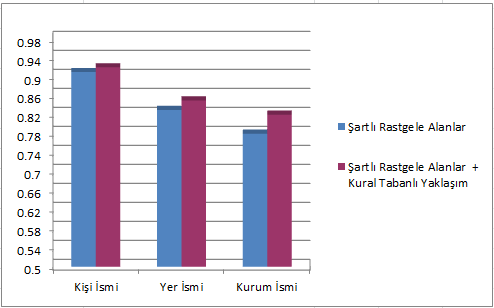 0.98
0.94
0.9
0.86
0.82
0.78
0.74
0.7
0.66
0.62
0.58
0.54
0.5
Kişi İsmi
Yer İsmi
Kurum İsmi
Şartlı Rastgele Alanlar
Şartlı Rastgele Alanlar +
Kural Tabanlı Yaklaşım